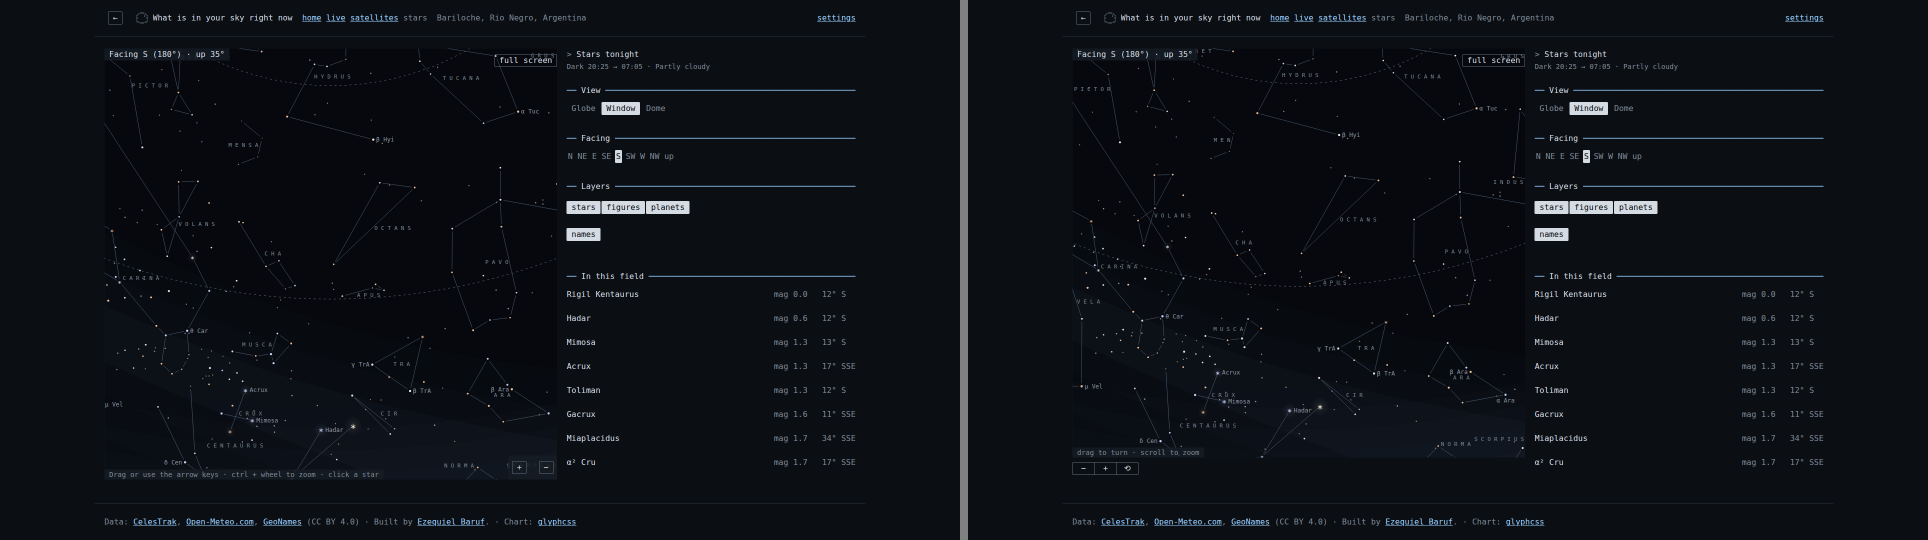 ← What is in your sky right now home live satellites stars Bariloche, Rio Negro, Argentina settings
Facing S (180°) · up 35°
full screen
HYDRUS
TUCANA
PICTOR
α Tuc
β Hyi
MENSA
VOLANS
OCTANS
CHA
PAVO
CARINA
APUS
θ Car
MUSCA
γ TrA
TRA
Acrux
β TrA
β Ara
ARA
μ Vel
CRUX
Mimosa
CIR
Hadar
CENTAURUS
δ Cen
NORMA
+ −
Drag or use the arrow keys · ctrl + wheel to zoom · click a star
> Stars tonight
Dark 20:25 → 07:05 · Partly cloudy
View
Globe Window Dome
Facing
N NE E SE S SW W NW up
Layers
stars figures planets
names
In this field
Rigil Kentaurus mag 0.0 12° S
Hadar mag 0.6 12° S
Mimosa mag 1.3 13° S
Acrux mag 1.3 17° SSE
Toliman mag 1.3 12° S
Gacrux mag 1.6 11° SSE
Miaplacidus mag 1.7 34° SSE
α² Cru mag 1.7 17° SSE
Data: CelesTrak, Open-Meteo.com, GeoNames (CC BY 4.0) · Built by Ezequiel Baruf. · Chart: glyphcss
← What is in your sky right now home live satellites stars Bariloche, Rio Negro, Argentina settings
Facing S (180°) · up 35°
full screen
HYDRUS
TUCANA
PICTOR
α Tuc
β Hyi
MEN
INDUS
VOLANS
OCTANS
CHA
PAVO
CARINA
APUS
VELA
θ Car
MUSCA
γ TrA
TRA
Acrux
β TrA
β Ara
ARA
μ Vel
CRUX
Mimosa
CIR
α Ara
Hadar
CENTAURUS
δ Cen
NORMA
SCORPIUS
drag to turn · scroll to zoom
− + ⟲
> Stars tonight
Dark 20:25 → 07:05 · Partly cloudy
View
Globe Window Dome
Facing
N NE E SE S SW W NW up
Layers
stars figures planets
names
In this field
Rigil Kentaurus mag 0.0 12° S
Hadar mag 0.6 12° S
Mimosa mag 1.3 13° S
Acrux mag 1.3 17° SSE
Toliman mag 1.3 12° S
Gacrux mag 1.6 11° SSE
Miaplacidus mag 1.7 34° SSE
α² Cru mag 1.7 17° SSE
Data: CelesTrak, Open-Meteo.com, GeoNames (CC BY 4.0) · Built by Ezequiel Baruf. · Chart: glyphcss